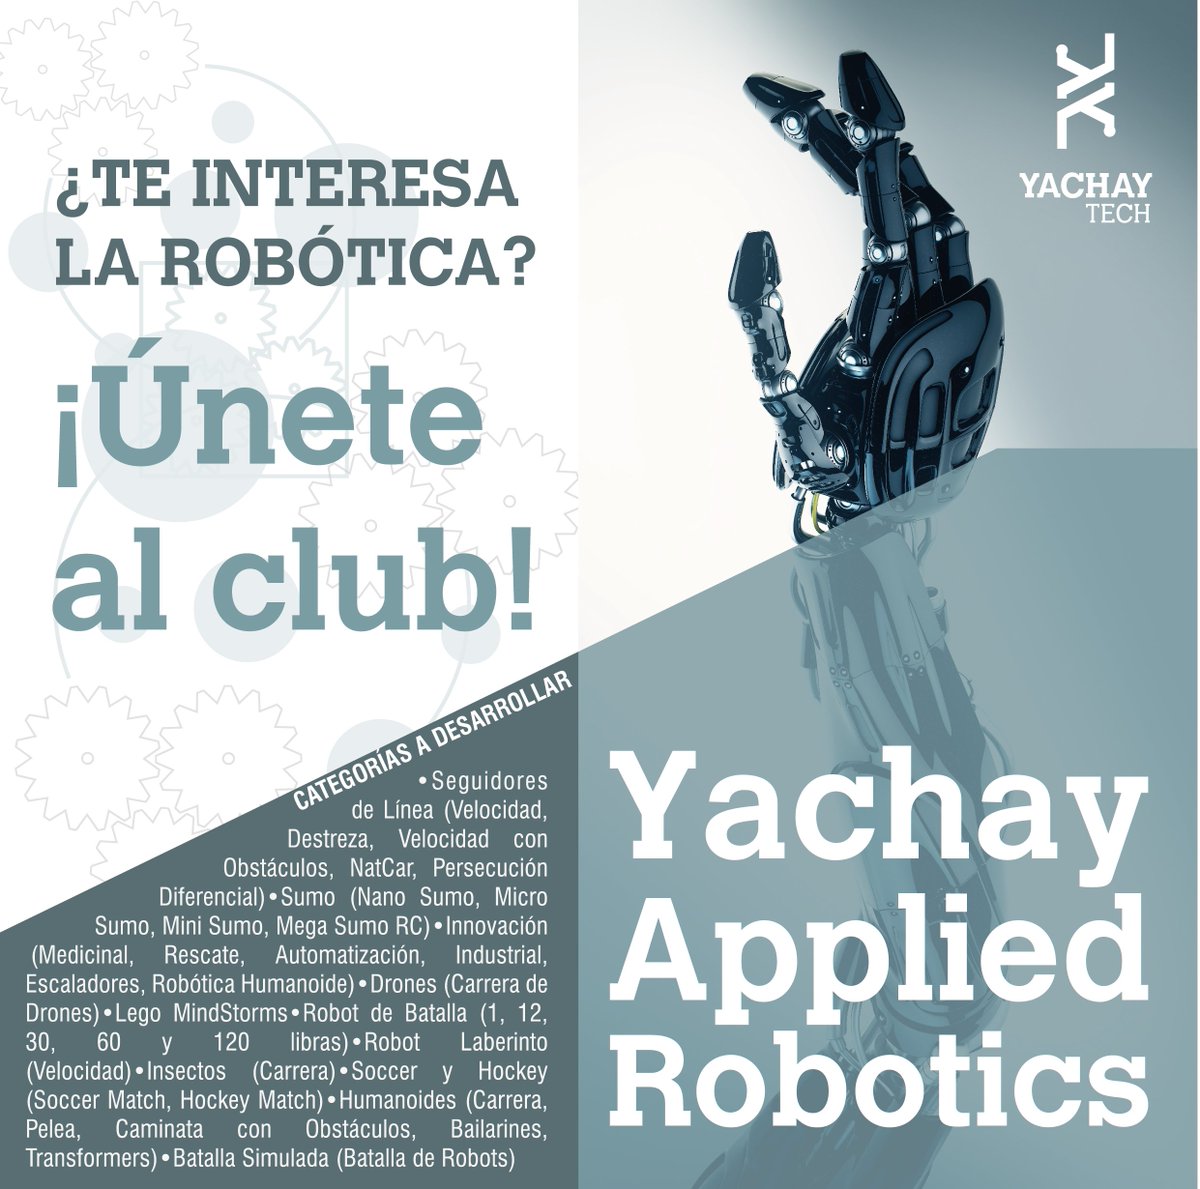 ¿TE INTERESA
LA ROBÓTICA?
¡Únete
al club!
YACHAY
TECH
CATEGORÍAS A DESARROLLAR
•Seguidores
de Línea (Velocidad,
Destreza, Velocidad con
Obstáculos, NatCar, Persecución
Diferencial)•Sumo (Nano Sumo, Micro
Sumo, Mini Sumo, Mega Sumo RC)•Innovación
(Medicinal, Rescate, Automatización, Industrial,
Escaladores, Robótica Humanoide)•Drones (Carrera de
Drones)•Lego MindStorms•Robot de Batalla (1, 12,
30, 60 y 120 libras)•Robot Laberinto
(Velocidad)•Insectos (Carrera)•Soccer y Hockey
(Soccer Match, Hockey Match)•Humanoides (Carrera,
Pelea, Caminata con Obstáculos, Bailarines,
Transformers)•Batalla Simulada (Batalla de Robots)
Yachay
Applied
Robotics